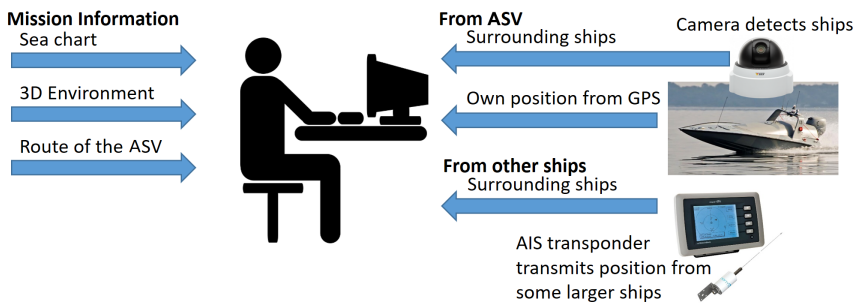 Mission Information
Sea chart
3D Environment
Route of the ASV
From ASV
Surrounding ships
Camera detects ships
Own position from GPS
From other ships
Surrounding ships
AIS transponder
transmits position from
some larger ships